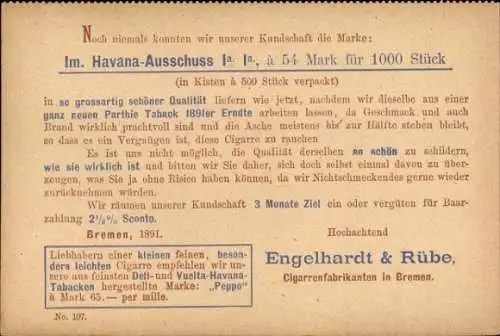 Noch niemals konnten wir unserer Kundschaft die Marke:
Im. Havana-Ausschuss Ia. Ia., à 54 Mark für 1000 Stück
(in Kisten à 500 Stück verpackt)
in so grossartig schöner Qualität liefern wie jetzt, nachdem wir dieselbe aus einer
ganz neuen Parthie Taback 1891er Erndte arbeiten lassen, da Geschmack und auch
Brand wirklich prachtvoll sind und die Asche meistens bis zur Hälfte stehen bleibt,
so dass es ein Vergnügen ist, diese Cigarre zu rauchen
Es ist uns nicht möglich, die Qualität derselben so schön zu schildern,
wie sie wirklich ist und bitten wir Sie daher, sich doch selbst einmal davon zu über-
zeugen, was Sie ja ohne Risico haben können, da wir Nichtschmeckendes gerne wieder
zurücknehmen würden.
Wir räumen unserer Kundschaft 3 Monate Ziel ein oder vergüten für Baar-
zahlung 2½% Sconto.
Bremen, 1891.
Hochachtend
Engelhardt & Rübe,
Cigarrenfabrikanten in Bremen.
Liebhabern einer kleinen feinen, beson-
ders leichten Cigarre empfehlen wir un-
sere aus feinsten Deli- und Vuelta-Havana-
Tabacken hergestellte Marke: „Peppo"
à Mark 65.— per mille.
No. 107.